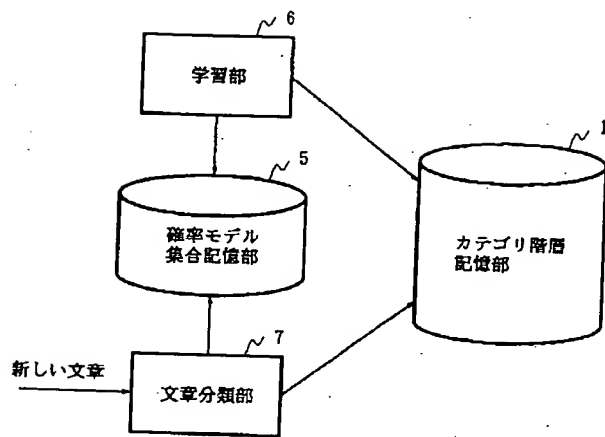 6
学習部
1
5
確率モデル
集合記憶部
カテゴリ階層
記憶部
7
新しい文章
文章分類部